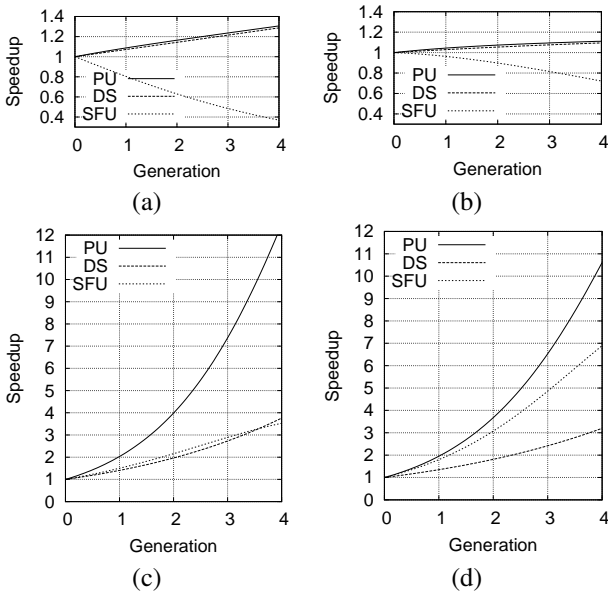 1.4
1.2
1
0.8
0.6
0.4
Speedup
PU
DS
SFU
0 1 2 3 4
Generation
(a)
1.4
1.2
1
0.8
0.6
0.4
Speedup
PU
DS
SFU
0 1 2 3 4
Generation
(b)
12
11
10
9
8
7
6
5
4
3
2
1
0
Speedup
PU
DS
SFU
0 1 2 3 4
Generation
(c)
12
11
10
9
8
7
6
5
4
3
2
1
0
Speedup
PU
DS
SFU
0 1 2 3 4
Generation
(d)